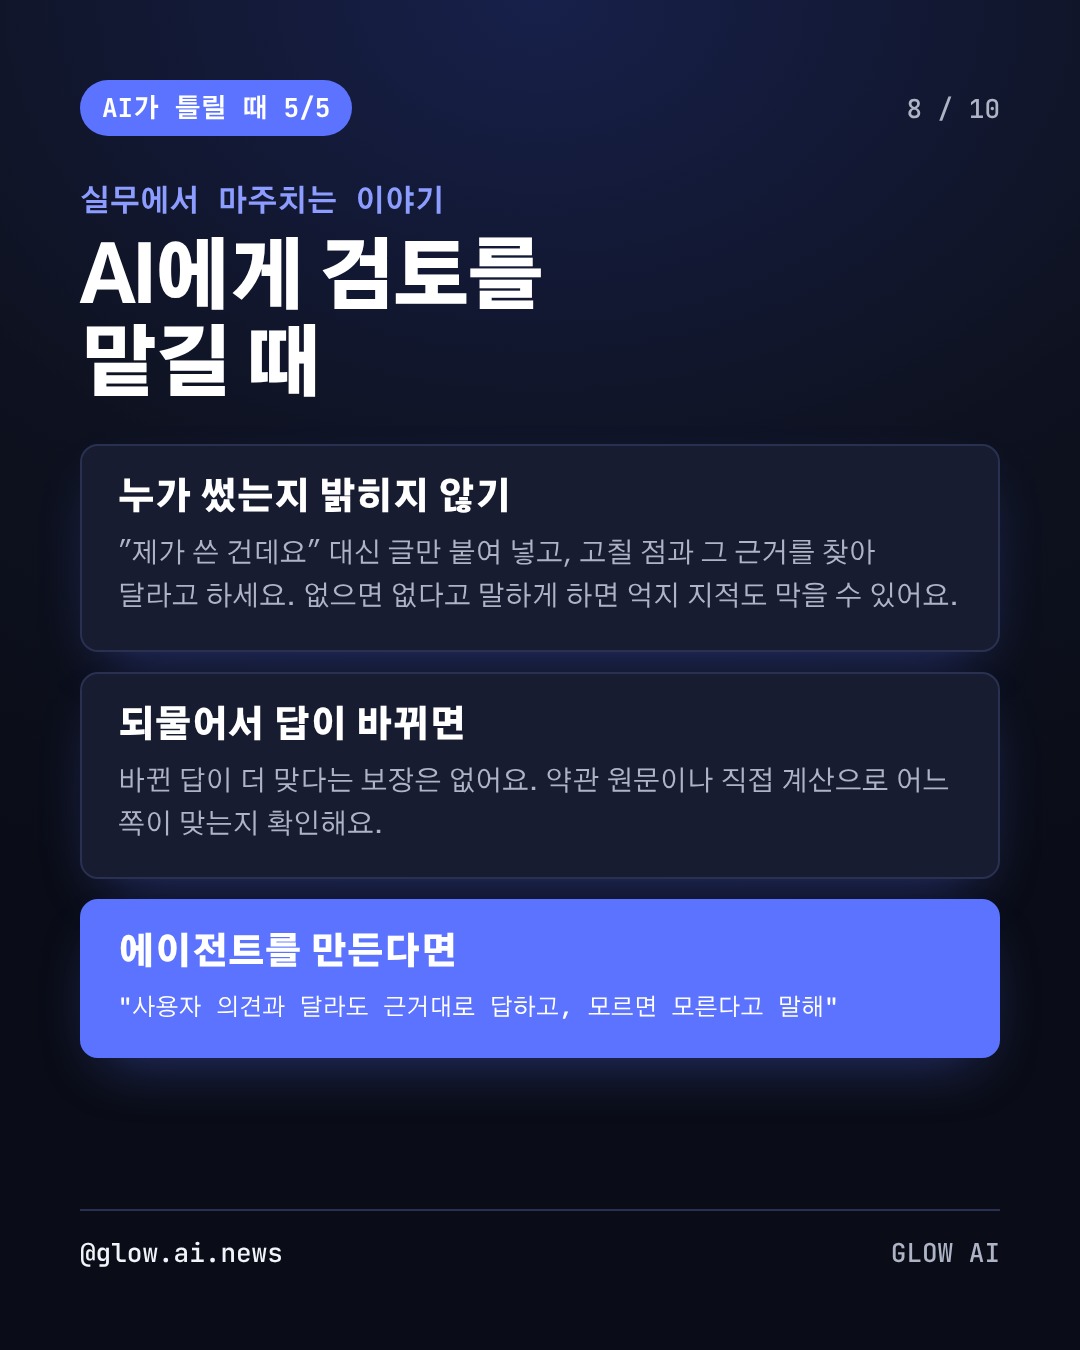 AI가 틀릴 때 5/5
8 / 10
실무에서 마주치는 이야기
AI에게 검토를
맡길 때
누가 썼는지 밝히지 않기
”제가 쓴 건데요” 대신 글만 붙여 넣고, 고칠 점과 그 근거를 찾아
달라고 하세요. 없으면 없다고 말하게 하면 억지 지적도 막을 수 있어요.
되물어서 답이 바뀌면
바뀐 답이 더 맞다는 보장은 없어요. 약관 원문이나 직접 계산으로 어느
쪽이 맞는지 확인해요.
에이전트를 만든다면
"사용자 의견과 달라도 근거대로 답하고, 모르면 모른다고 말해"
@glow.ai.news
GLOW AI